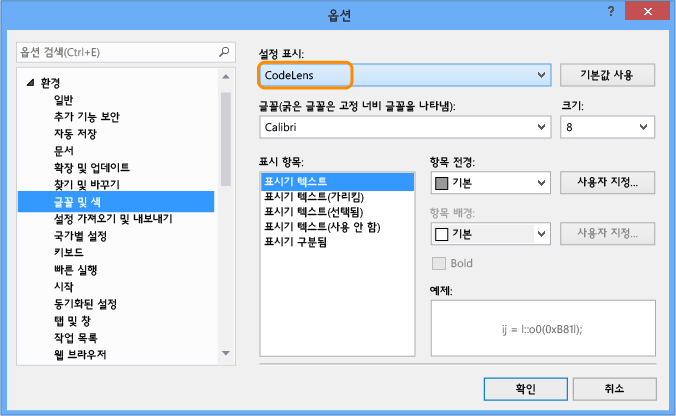 옵션
?
옵션 검색(Ctrl+E)
환경
일반
추가 기능 보안
자동 저장
문서
확장 및 업데이트
찾기 및 바꾸기
글꼴 및 색
설정 가져오기 및 내보내기
국가별 설정
키보드
빠른 실행
시작
동기화된 설정
탭 및 창
작업 목록
웹 브라우저
설정 표시:
CodeLens
기본값 사용
글꼴(굵은 글꼴은 고정 너비 글꼴을 나타냄):
크기:
Calibri
8
표시 항목:
표시기 텍스트
표시기 텍스트(가리킴)
표시기 텍스트(선택됨)
표시기 텍스트(사용 안 함)
표시기 구분됨
항목 전경:
기본
사용자 지정...
항목 배경:
기본
사용자 지정...
Bold
예제:
ij = I::o0(0xB81l);
확인
취소